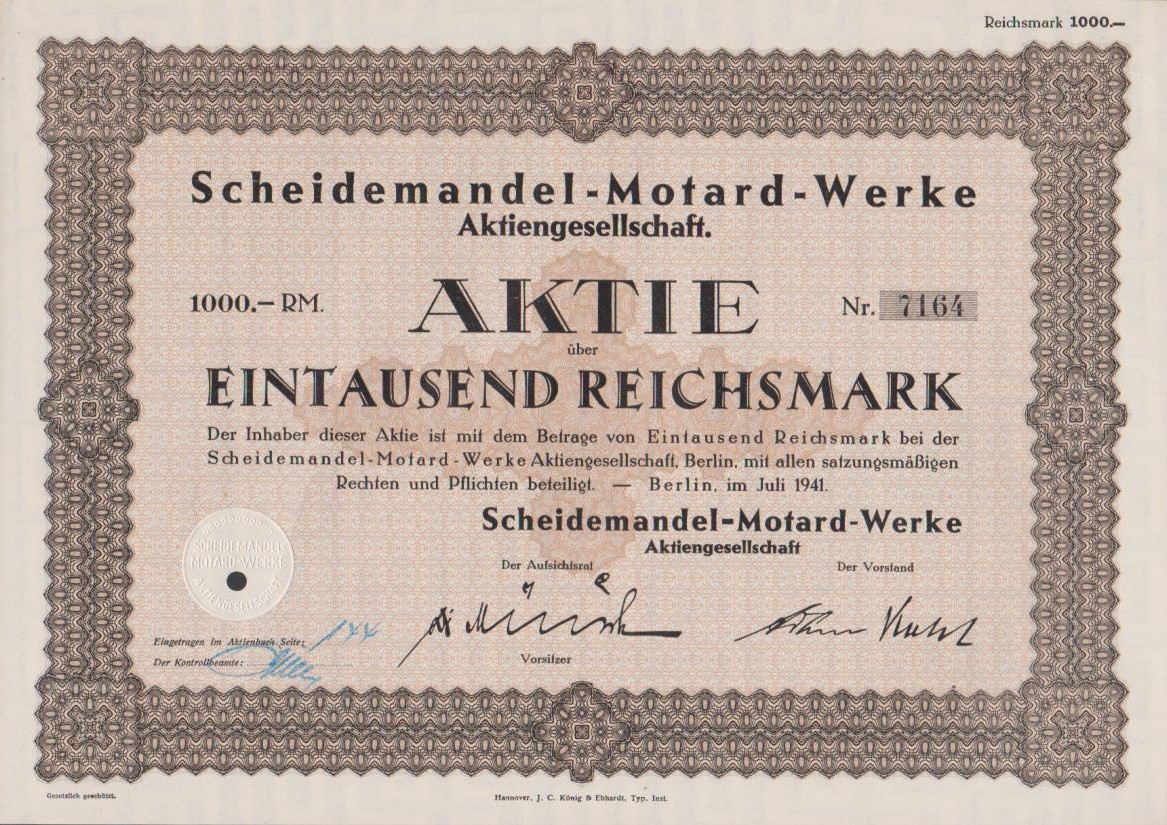 Reichsmark 1000.—
Scheidemandel-Motard-Werke
Aktiengesellschaft.
1000.— RM.
AKTIE
Nr. 7164
über
EINTAUSEND REICHSMARK
Der Inhaber dieser Aktie ist mit dem Betrage von Eintausend Reichsmark bei der
Scheidemandel-Motard-Werke Aktiengesellschaft, Berlin, mit allen satzungsmäßigen
Rechten und Pflichten beteiligt. — Berlin, im Juli 1941.
Scheidemandel-Motard-Werke
Aktiengesellschaft
Der Aufsichtsrat
Der Vorstand
SCHEIDEMANDEL-
MOTARD-WERKE
AKTIENGESELLSCHAFT
Eingetragen im Aktienbuch Seite: 144
Der Kontrollbeamte:
Vorsitzer
Gesetzlich geschützt.
Hannover, J. C. König & Ebhardt, Typ. Inst.